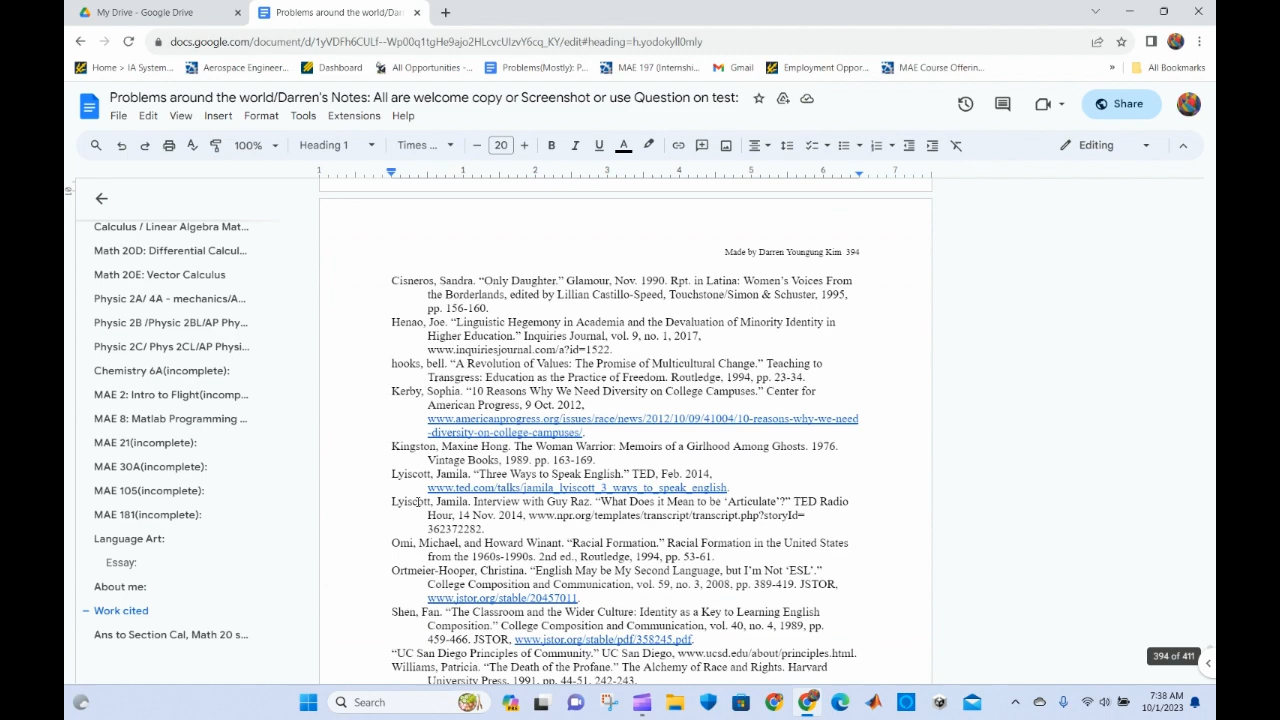 My Drive - Google Drive
Problems around the world/Darr
docs.google.com/document/d/1yVDFh6CULf--Wp00q1tgHe9ajo2HLcvcUIzvY6cq_KY/edit#heading=h.yodokyll0mly
Home > IA System...
Aerospace Engineer...
Dashboard
All Opportunities -...
Problems(Mostly): P...
MAE 197 (Internshi...
Gmail
Employment Oppor...
MAE Course Offerin...
»
All Bookmarks
Problems around the world/Darren's Notes: All are welcome copy or Screenshot or use Question on test:
File Edit View Insert Format Tools Extensions Help
Share
100% Heading 1 Times ... 20 B I U A Editing
1 1 2 3 4 5 6 7
Calculus / Linear Algebra Mat...
Math 20D: Differential Calcul...
Math 20E: Vector Calculus
Physic 2A/ 4A - mechanics/A...
Physic 2B /Physic 2BL/AP Phy...
Physic 2C/ Phys 2CL/AP Physi...
Chemistry 6A(incomplete):
MAE 2: Intro to Flight(incomp...
MAE 8: Matlab Programming ...
MAE 21(incomplete):
MAE 30A(incomplete):
MAE 105(incomplete):
MAE 181(incomplete):
Language Art:
Essay:
About me:
Work cited
Ans to Section Cal, Math 20 s...
Made by Darren Youngung Kim 394
Cisneros, Sandra. “Only Daughter.” Glamour, Nov. 1990. Rpt. in Latina: Women’s Voices From
the Borderlands, edited by Lillian Castillo-Speed, Touchstone/Simon & Schuster, 1995,
pp. 156-160.
Henao, Joe. “Linguistic Hegemony in Academia and the Devaluation of Minority Identity in
Higher Education.” Inquiries Journal, vol. 9, no. 1, 2017,
www.inquiriesjournal.com/a?id=1522.
hooks, bell. “A Revolution of Values: The Promise of Multicultural Change.” Teaching to
Transgress: Education as the Practice of Freedom. Routledge, 1994, pp. 23-34.
Kerby, Sophia. “10 Reasons Why We Need Diversity on College Campuses.” Center for
American Progress, 9 Oct. 2012,
www.americanprogress.org/issues/race/news/2012/10/09/41004/10-reasons-why-we-need
-diversity-on-college-campuses/.
Kingston, Maxine Hong. The Woman Warrior: Memoirs of a Girlhood Among Ghosts. 1976.
Vintage Books, 1989. pp. 163-169.
Lyiscott, Jamila. “Three Ways to Speak English.” TED, Feb. 2014,
www.ted.com/talks/jamila_lyiscott_3_ways_to_speak_english.
Lyiscott, Jamila. Interview with Guy Raz. “What Does it Mean to be ‘Articulate’?” TED Radio
Hour, 14 Nov. 2014, www.npr.org/templates/transcript/transcript.php?storyId=
362372282.
Omi, Michael, and Howard Winant. “Racial Formation.” Racial Formation in the United States
from the 1960s-1990s. 2nd ed., Routledge, 1994, pp. 53-61.
Ortmeier-Hooper, Christina. “English May be My Second Language, but I’m Not ‘ESL’.”
College Composition and Communication, vol. 59, no. 3, 2008, pp. 389-419. JSTOR,
www.jstor.org/stable/20457011.
Shen, Fan. “The Classroom and the Wider Culture: Identity as a Key to Learning English
Composition.” College Composition and Communication, vol. 40, no. 4, 1989, pp.
459-466. JSTOR, www.jstor.org/stable/pdf/358245.pdf.
“UC San Diego Principles of Community.” UC San Diego, www.ucsd.edu/about/principles.html.
Williams, Patricia. “The Death of the Profane.” The Alchemy of Race and Rights. Harvard
University Press, 1991, pp. 44-51, 242-243.
394 of 411
Search
7:38 AM
10/1/2023